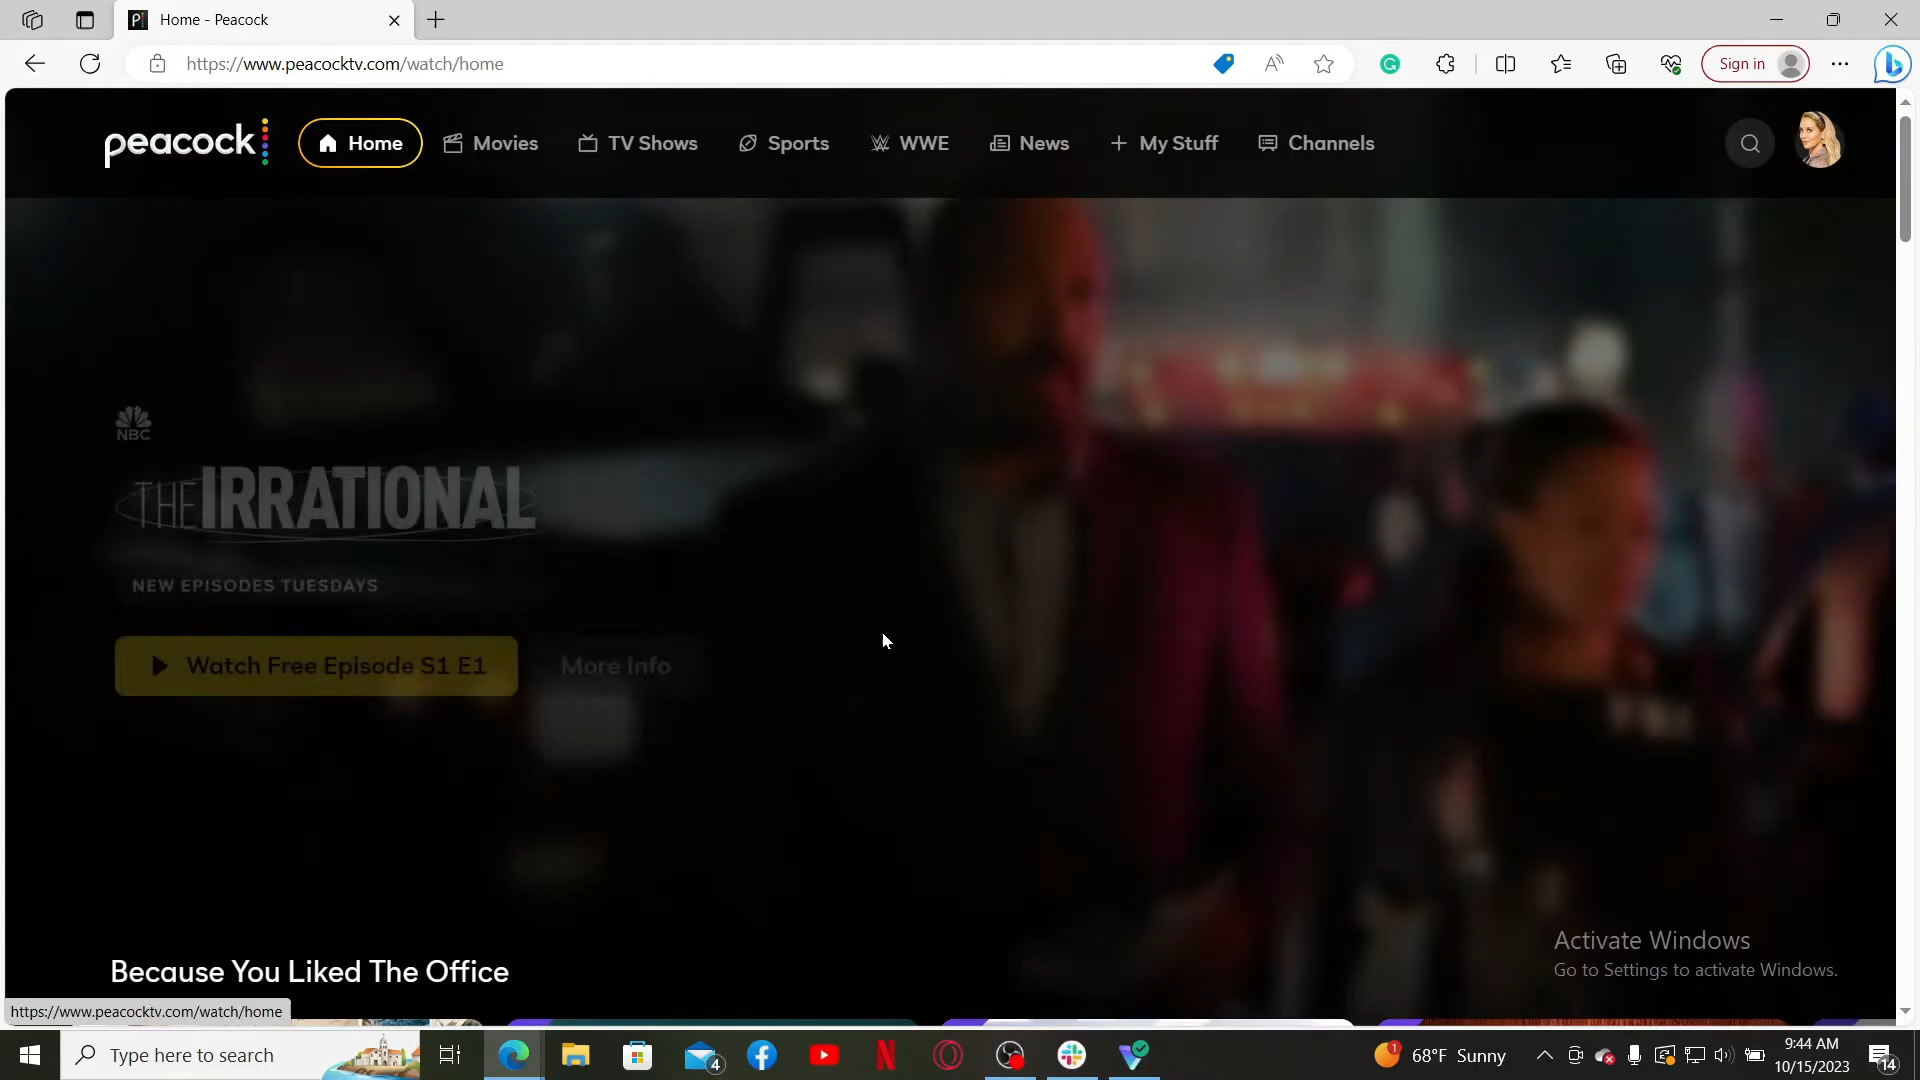 Home - Peacock
https://www.peacocktv.com/watch/home
Sign in
peacock
Home
Movies
TV Shows
Sports
WWE
News
My Stuff
Channels
NBC
THE IRRATIONAL
NEW EPISODES TUESDAYS
Watch Free Episode S1 E1
More Info
Because You Liked The Office
Activate Windows
Go to Settings to activate Windows.
https://www.peacocktv.com/watch/home
Type here to search
4
1
68°F Sunny
9:44 AM
10/15/2023
14